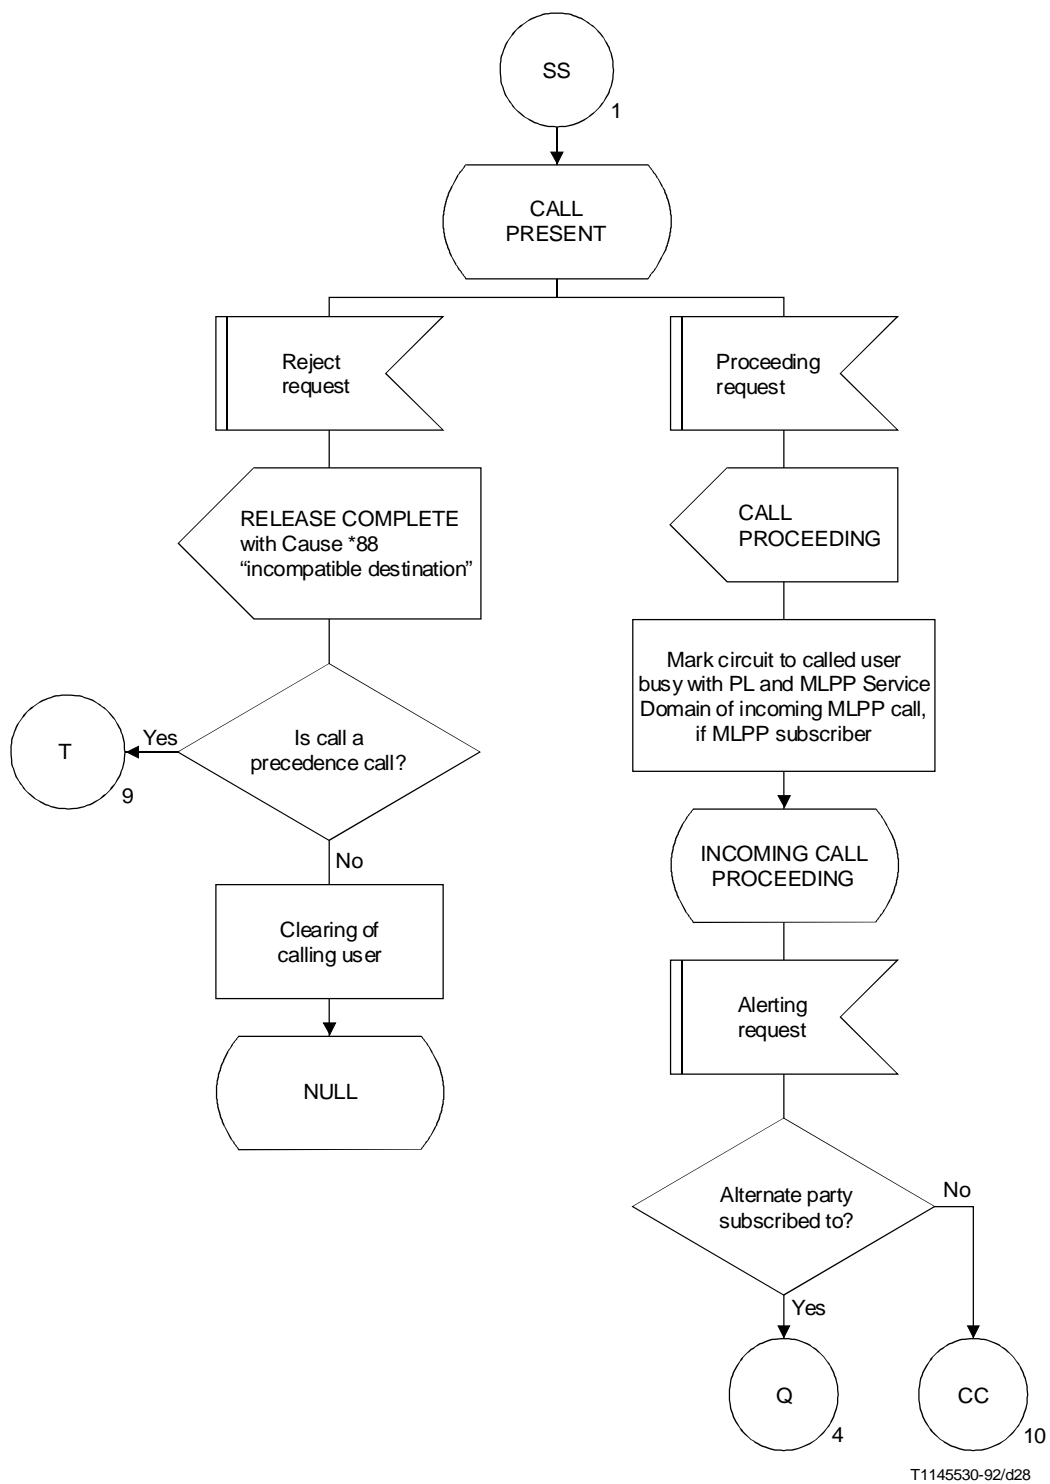 SS
1
CALL
PRESENT
Reject
request
Proceeding
request
RELEASE COMPLETE
with Cause *88
“incompatible destination”
CALL
PROCEEDING
Mark circuit to called user
busy with PL and MLPP Service
Domain of incoming MLPP call,
if MLPP subscriber
T
9
Yes
Is call a
precedence call?
No
INCOMING CALL
PROCEEDING
Clearing of
calling user
Alerting
request
NULL
Alternate party
subscribed to?
No
Yes
Q
4
CC
10
T1145530-92/d28